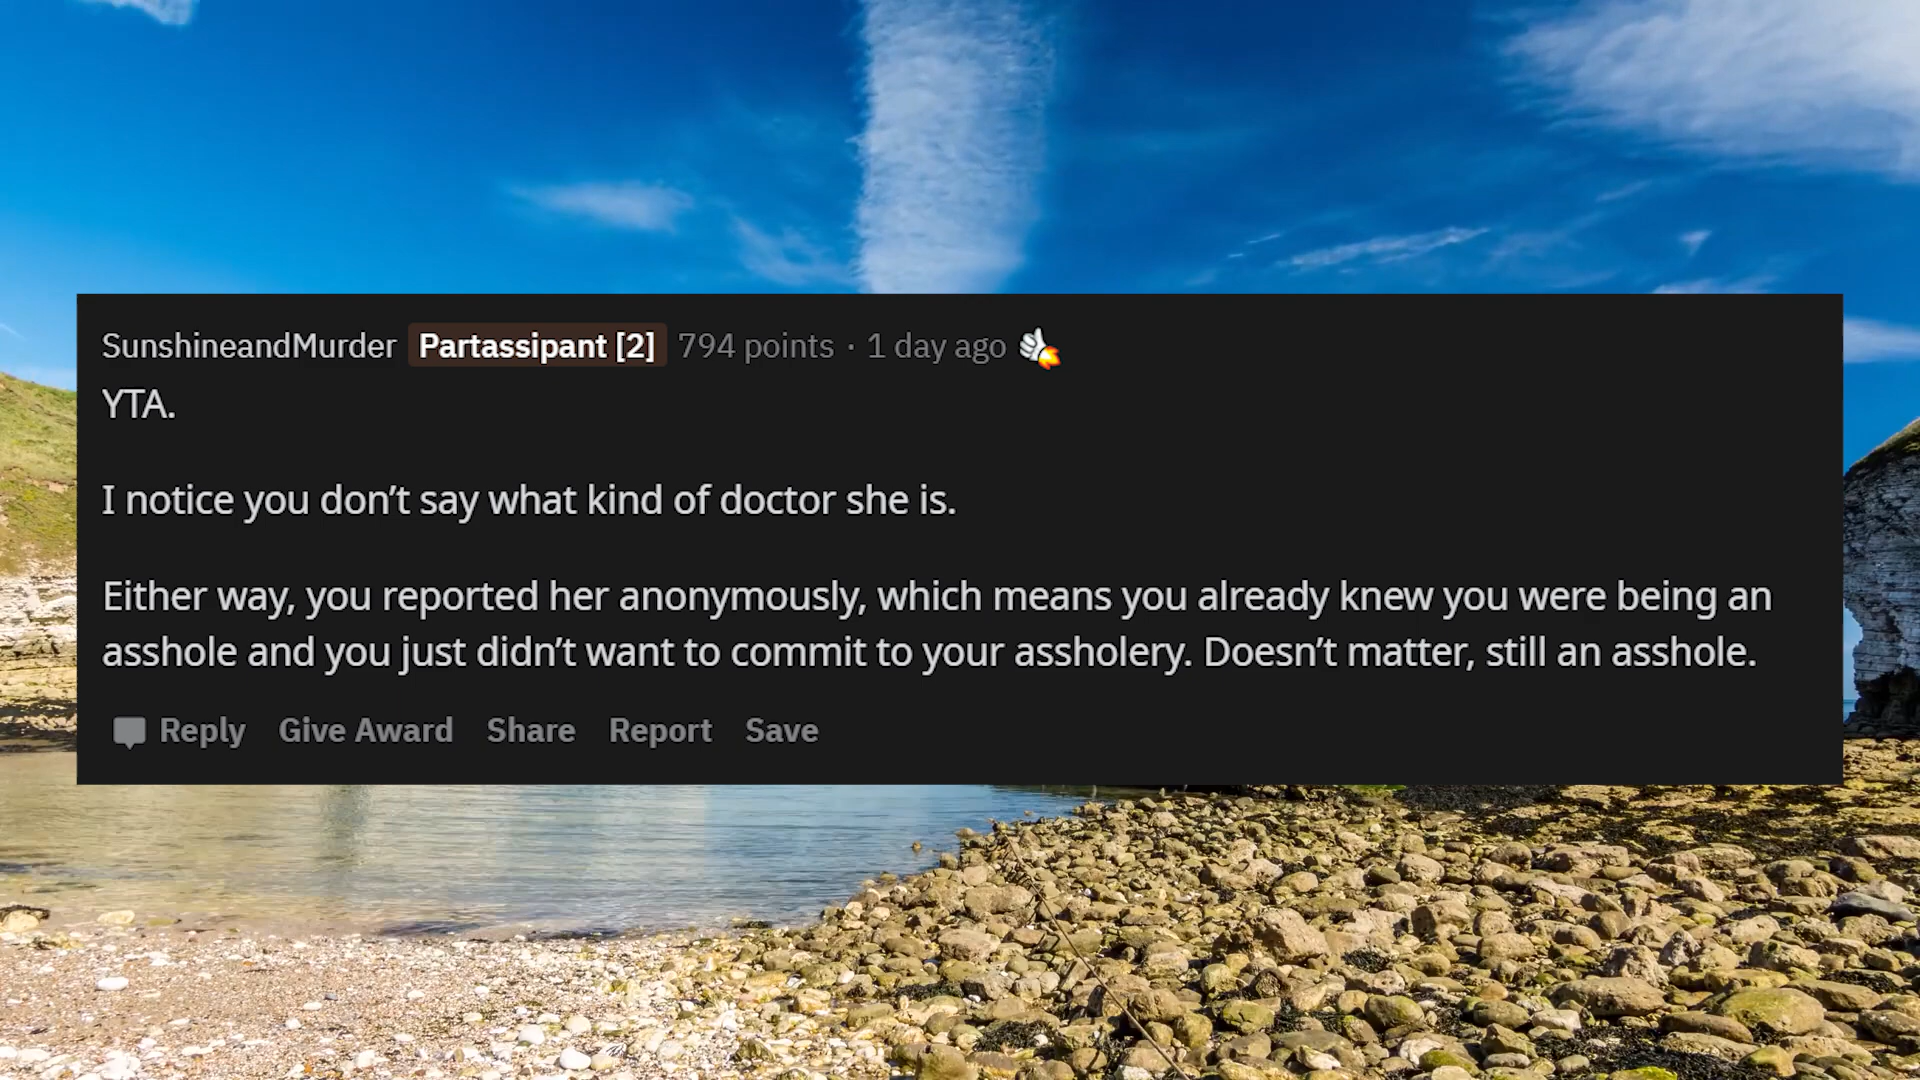 SunshineandMurder Partassipant [2] 794 points · 1 day ago
YTA.
I notice you don’t say what kind of doctor she is.
Either way, you reported her anonymously, which means you already knew you were being an
asshole and you just didn’t want to commit to your assholery. Doesn’t matter, still an asshole.
Reply Give Award Share Report Save